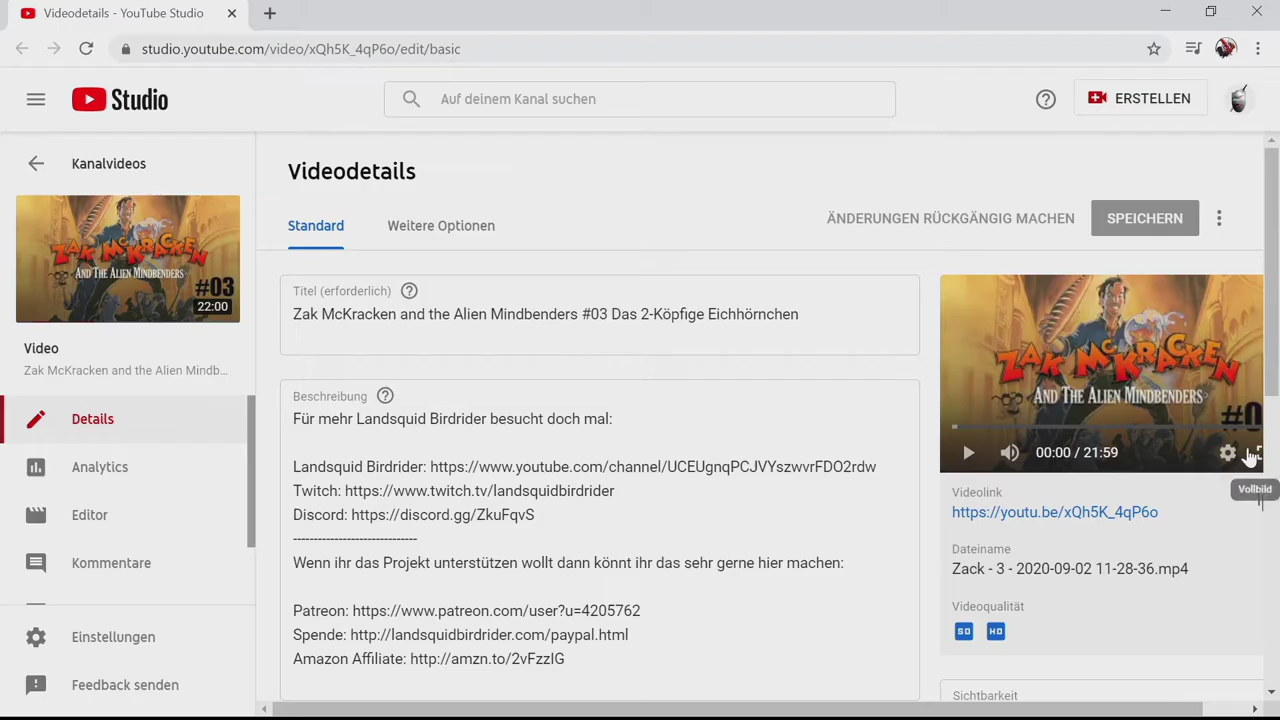 Videodetails - YouTube Studio
studio.youtube.com/video/xQh5K_4qP6o/edit/basic
Studio
Auf deinem Kanal suchen
ERSTELLEN
Kanalvideos
ZAK McKRACKEN
AND THE ALIEN MINDBENDERS
#03
22:00
Video
Zak McKracken and the Alien Mindb...
Details
Analytics
Editor
Kommentare
Einstellungen
Feedback senden
Videodetails
Standard
Weitere Optionen
ÄNDERUNGEN RÜCKGÄNGIG MACHEN
SPEICHERN
Titel (erforderlich)
Zak McKracken and the Alien Mindbenders #03 Das 2-Köpfige Eichhörnchen
Beschreibung
Für mehr Landsquid Birdrider besucht doch mal:
Landsquid Birdrider: https://www.youtube.com/channel/UCEUgnqPCJVYszwvrFDO2rdw
Twitch: https://www.twitch.tv/landsquidbirdrider
Discord: https://discord.gg/ZkuFqvS
-------------------------------
Wenn ihr das Projekt unterstützen wollt dann könnt ihr das sehr gerne hier machen:
Patreon: https://www.patreon.com/user?u=4205762
Spende: http://landsquidbirdrider.com/paypal.html
Amazon Affiliate: http://amzn.to/2vFzzIG
ZAK McKRACKEN
AND THE ALIEN MINDBENDERS
#0
00:00 / 21:59
Vollbild
Videolink
https://youtu.be/xQh5K_4qP6o
Dateiname
Zack - 3 - 2020-09-02 11-28-36.mp4
Videoqualität
SD HD
Sichtbarkeit